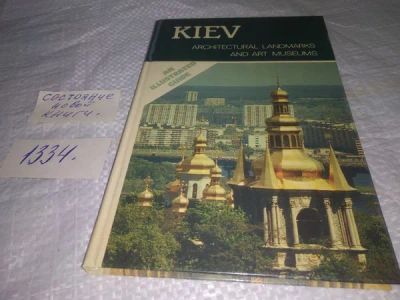 KIEV
ARCHITECTURAL LANDMARKS
AND ART MUSEUMS
AN
ILLUSTRATED
GUIDE
состояние
новой
книги.
1334.